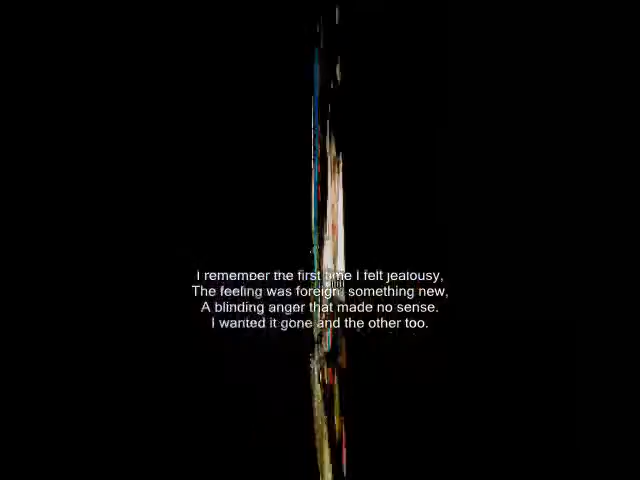 I remember the first time I felt jealousy,
The feeling was foreign, something new,
A blinding anger that made no sense.
I wanted it gone and the other too.